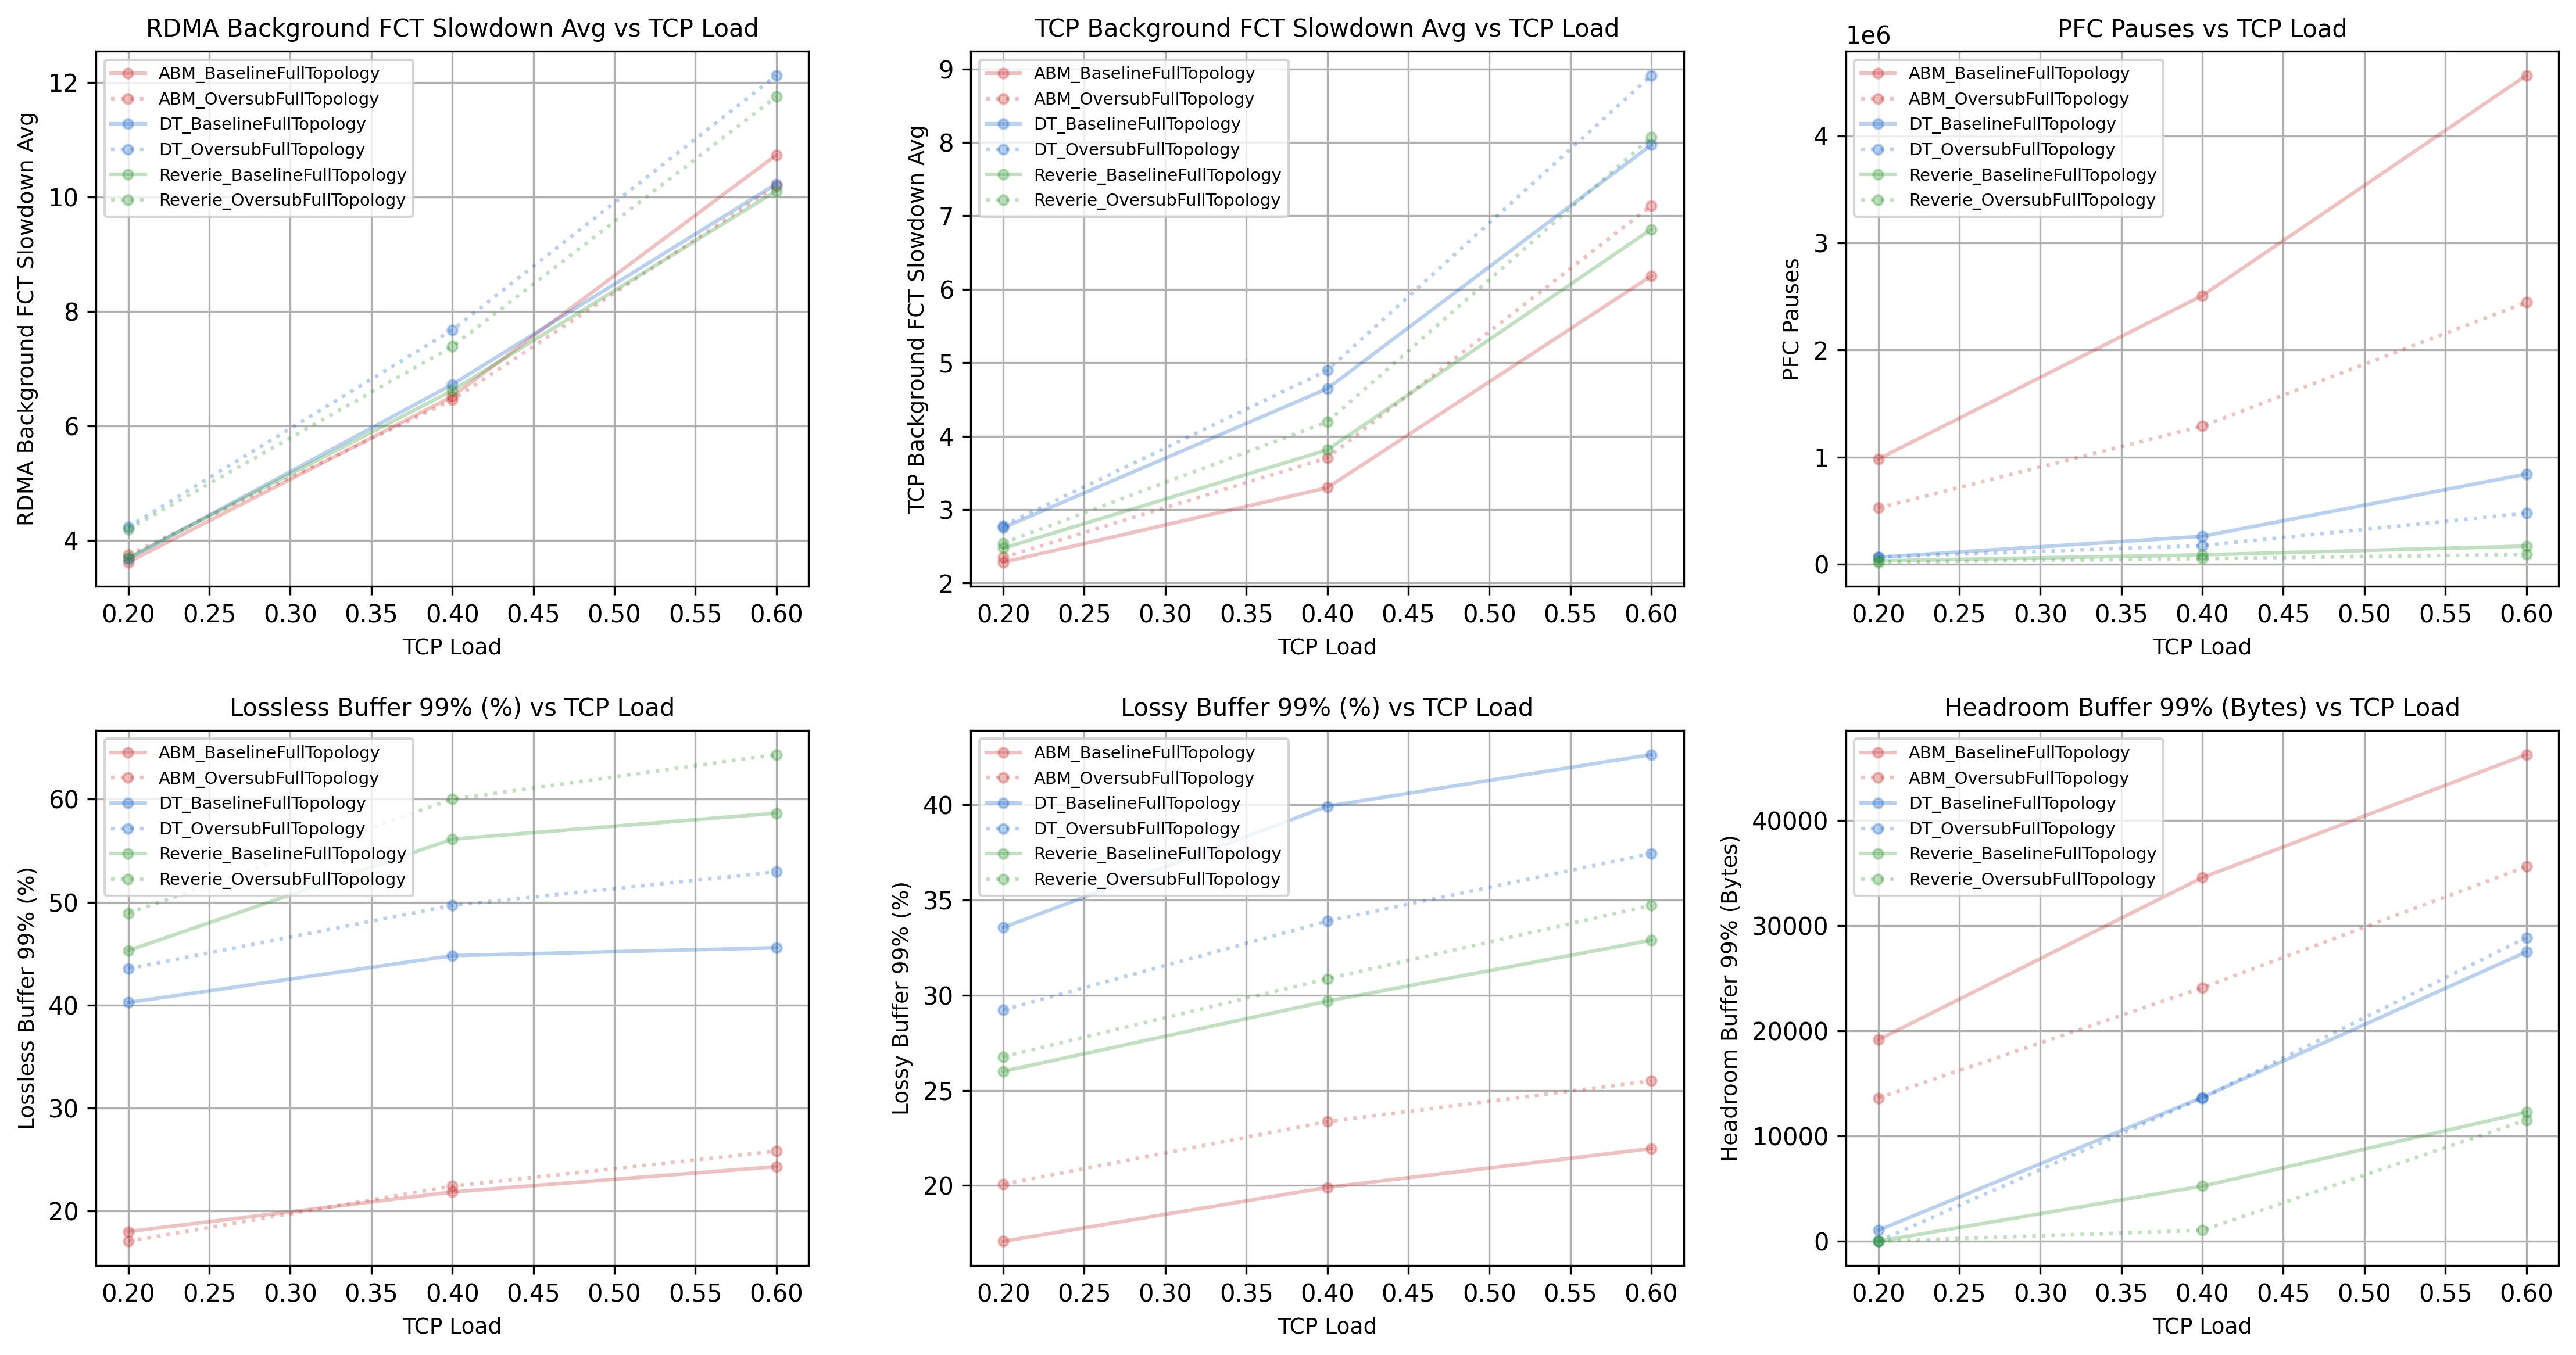 RDMA Background FCT Slowdown Avg vs TCP Load
RDMA Background FCT Slowdown Avg
12
10
8
6
4
ABM_BaselineFullTopology
ABM_OversubFullTopology
DT_BaselineFullTopology
DT_OversubFullTopology
Reverie_BaselineFullTopology
Reverie_OversubFullTopology
0.20 0.25 0.30 0.35 0.40 0.45 0.50 0.55 0.60
TCP Load
TCP Background FCT Slowdown Avg vs TCP Load
TCP Background FCT Slowdown Avg
9
8
7
6
5
4
3
2
ABM_BaselineFullTopology
ABM_OversubFullTopology
DT_BaselineFullTopology
DT_OversubFullTopology
Reverie_BaselineFullTopology
Reverie_OversubFullTopology
0.20 0.25 0.30 0.35 0.40 0.45 0.50 0.55 0.60
TCP Load
PFC Pauses vs TCP Load
1e6
PFC Pauses
4
3
2
1
0
ABM_BaselineFullTopology
ABM_OversubFullTopology
DT_BaselineFullTopology
DT_OversubFullTopology
Reverie_BaselineFullTopology
Reverie_OversubFullTopology
0.20 0.25 0.30 0.35 0.40 0.45 0.50 0.55 0.60
TCP Load
Lossless Buffer 99% (%) vs TCP Load
Lossless Buffer 99% (%)
60
50
40
30
20
ABM_BaselineFullTopology
ABM_OversubFullTopology
DT_BaselineFullTopology
DT_OversubFullTopology
Reverie_BaselineFullTopology
Reverie_OversubFullTopology
0.20 0.25 0.30 0.35 0.40 0.45 0.50 0.55 0.60
TCP Load
Lossy Buffer 99% (%) vs TCP Load
Lossy Buffer 99% (%)
40
35
30
25
20
ABM_BaselineFullTopology
ABM_OversubFullTopology
DT_BaselineFullTopology
DT_OversubFullTopology
Reverie_BaselineFullTopology
Reverie_OversubFullTopology
0.20 0.25 0.30 0.35 0.40 0.45 0.50 0.55 0.60
TCP Load
Headroom Buffer 99% (Bytes) vs TCP Load
Headroom Buffer 99% (Bytes)
40000
30000
20000
10000
0
ABM_BaselineFullTopology
ABM_OversubFullTopology
DT_BaselineFullTopology
DT_OversubFullTopology
Reverie_BaselineFullTopology
Reverie_OversubFullTopology
0.20 0.25 0.30 0.35 0.40 0.45 0.50 0.55 0.60
TCP Load